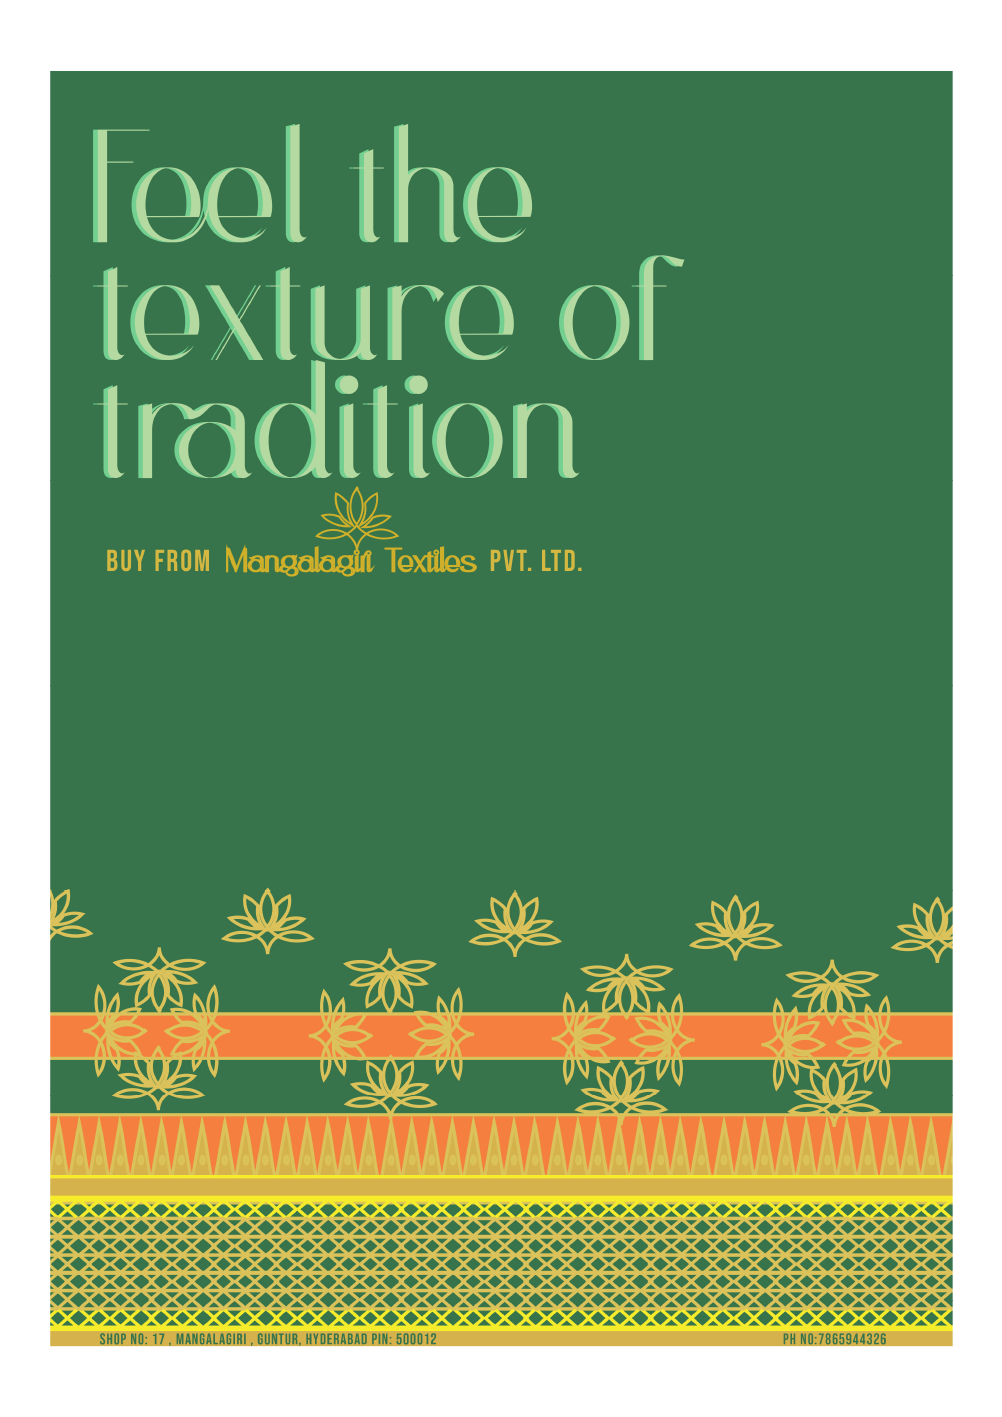 Feel the
texture of
tradition
BUY FROM Mangalagiri Textiles PVT. LTD.
SHOP NO: 17 , MANGALAGIRI , GUNTUR, HYDERABAD PIN: 500012
PH NO:7865944326